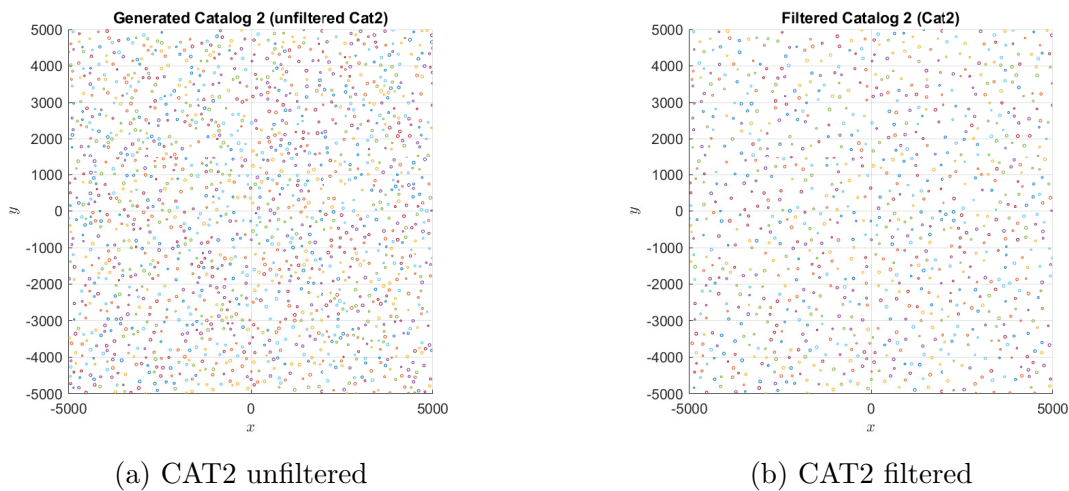 Generated Catalog 2 (unfiltered Cat2)
5000
4000
3000
2000
1000
0
-1000
-2000
-3000
-4000
-5000
-5000 0 5000
x
y
(a) CAT2 unfiltered
Filtered Catalog 2 (Cat2)
5000
4000
3000
2000
1000
0
-1000
-2000
-3000
-4000
-5000
-5000 0 5000
x
y
(b) CAT2 filtered